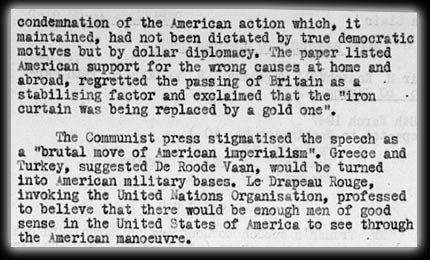 condemnation of the American action which, it
maintained, had not been dictated by true democratic
motives but by dollar diplomacy. The paper listed
American support for the wrong causes at home and
abroad, regretted the passing of Britain as a
stabilising factor and exclaimed that the "iron
curtain was being replaced by a gold one".
The Communist press stigmatised the speech as
a "brutal move of American imperialism". Greece and
Turkey, suggested De Roode Vaan, would be turned
into American military bases. Le Drapeau Rouge,
invoking the United Nations Organisation, professed
to believe that there would be enough men of good
sense in the United States of America to see through
the American manoeuvre.